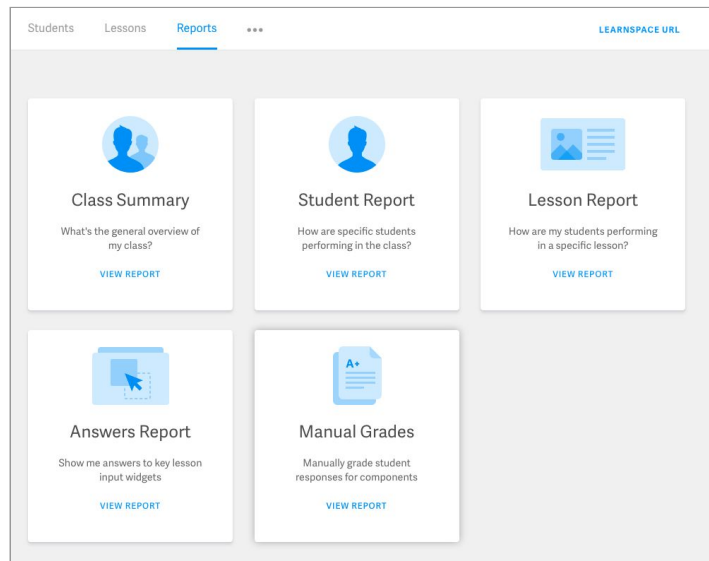 Students Lessons Reports ••• LEARNSPACE URL
Class Summary
What's the general overview of
my class?
VIEW REPORT
Student Report
How are specific students
performing in the class?
VIEW REPORT
Lesson Report
How are my students performing
in a specific lesson?
VIEW REPORT
Answers Report
Show me answers to key lesson
input widgets
VIEW REPORT
A+
Manual Grades
Manually grade student
responses for components
VIEW REPORT